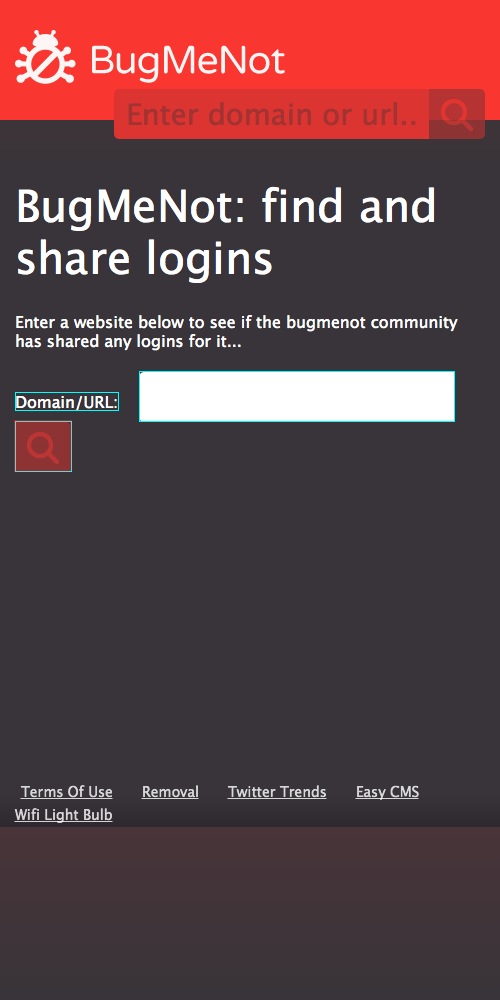 BugMeNot
Enter domain or url..
BugMeNot: find and
share logins
Enter a website below to see if the bugmenot community
has shared any logins for it...
Domain/URL:
Terms Of Use Removal Twitter Trends Easy CMS
Wifi Light Bulb